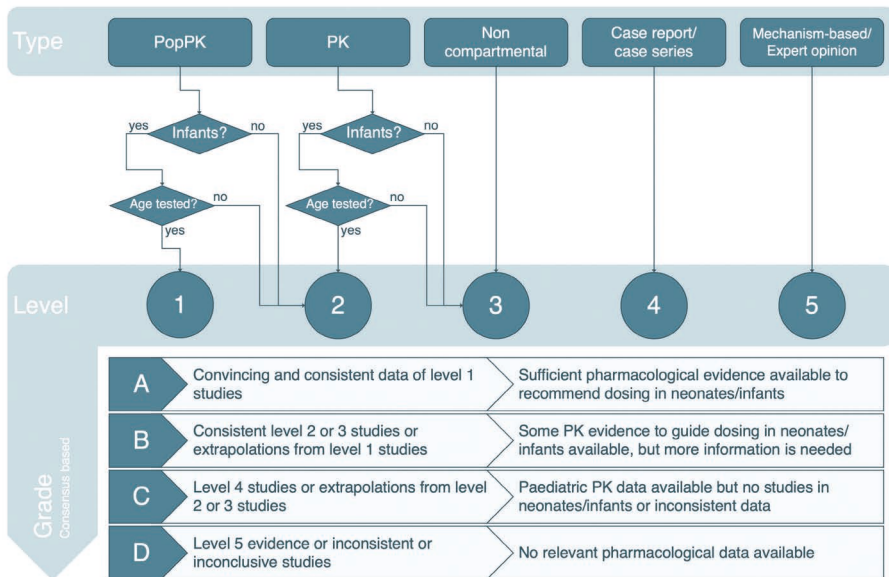 Type
PopPK
PK
Non
compartmental
Case report/
case series
Mechanism-based/
Expert opinion
yes
Infants?
no
yes
Infants?
no
Age tested?
no
yes
Age tested?
no
yes
Level
1
2
3
4
5
Grade
Consensus based
A
Convincing and consistent data of level 1
studies
Sufficient pharmacological evidence available to
recommend dosing in neonates/infants
B
Consistent level 2 or 3 studies or
extrapolations from level 1 studies
Some PK evidence to guide dosing in neonates/
infants available, but more information is needed
C
Level 4 studies or extrapolations from level
2 or 3 studies
Paediatric PK data available but no studies in
neonates/infants or inconsistent data
D
Level 5 evidence or inconsistent or
inconclusive studies
No relevant pharmacological data available